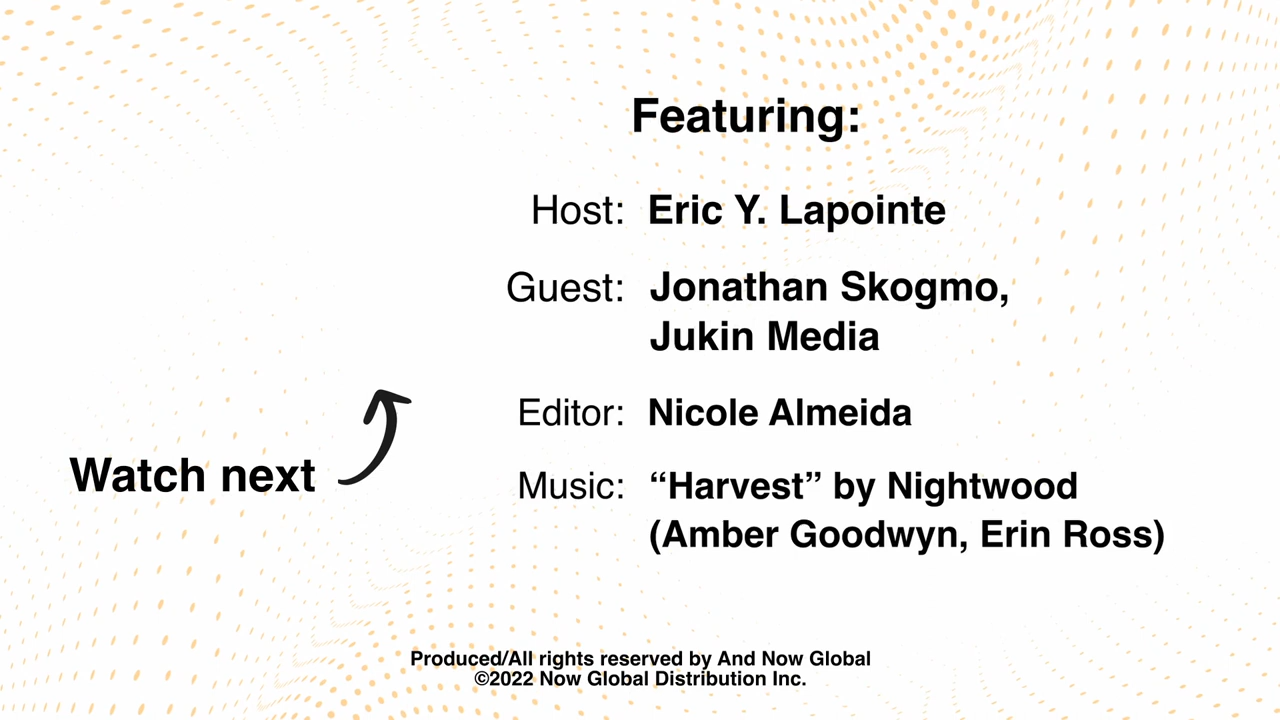 Featuring:
Host: Eric Y. Lapointe
Guest: Jonathan Skogmo,
Jukin Media
Editor: Nicole Almeida
Watch next
Music: “Harvest” by Nightwood
(Amber Goodwyn, Erin Ross)
Produced/All rights reserved by And Now Global
©2022 Now Global Distribution Inc.